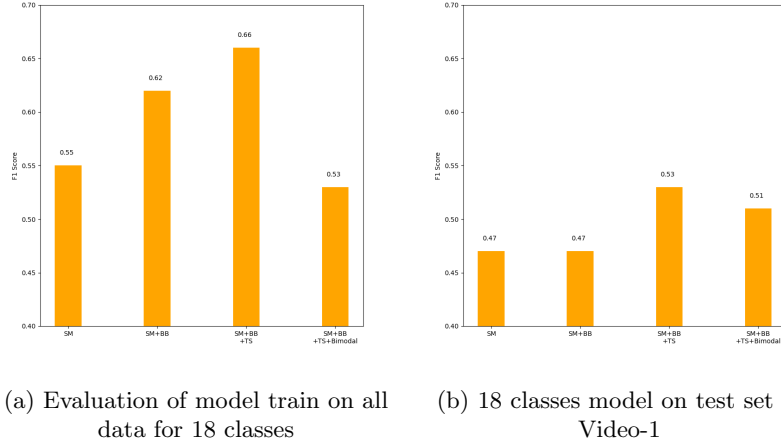 0.70
0.65
0.60
0.55
0.50
0.45
0.40
F1 Score
0.55
0.62
0.66
0.53
SM
SM+BB
SM+BB
+TS
SM+BB
+TS+Bimodal
(a) Evaluation of model train on all
data for 18 classes
0.70
0.65
0.60
0.55
0.50
0.45
0.40
F1 Score
0.47
0.47
0.53
0.51
SM
SM+BB
SM+BB
+TS
SM+BB
+TS+Bimodal
(b) 18 classes model on test set
Video-1